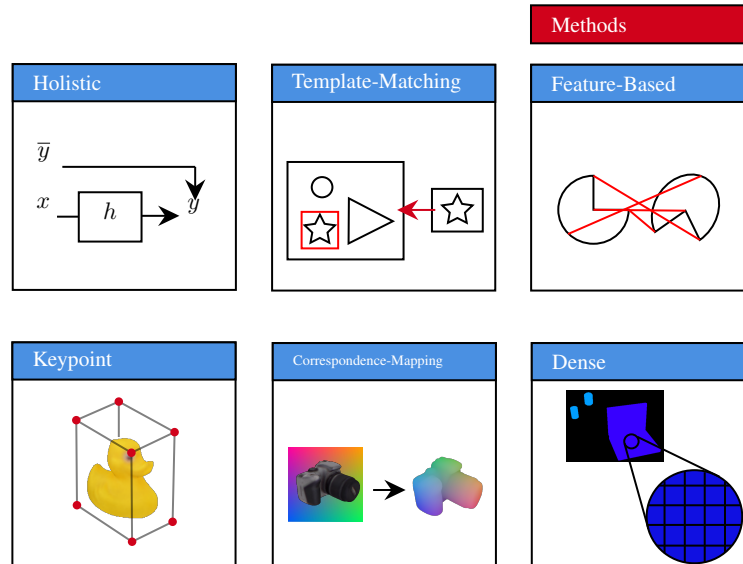 Methods
Holistic
Template-Matching
Feature-Based
y̅
x
h
y
Keypoint
Correspondence-Mapping
Dense